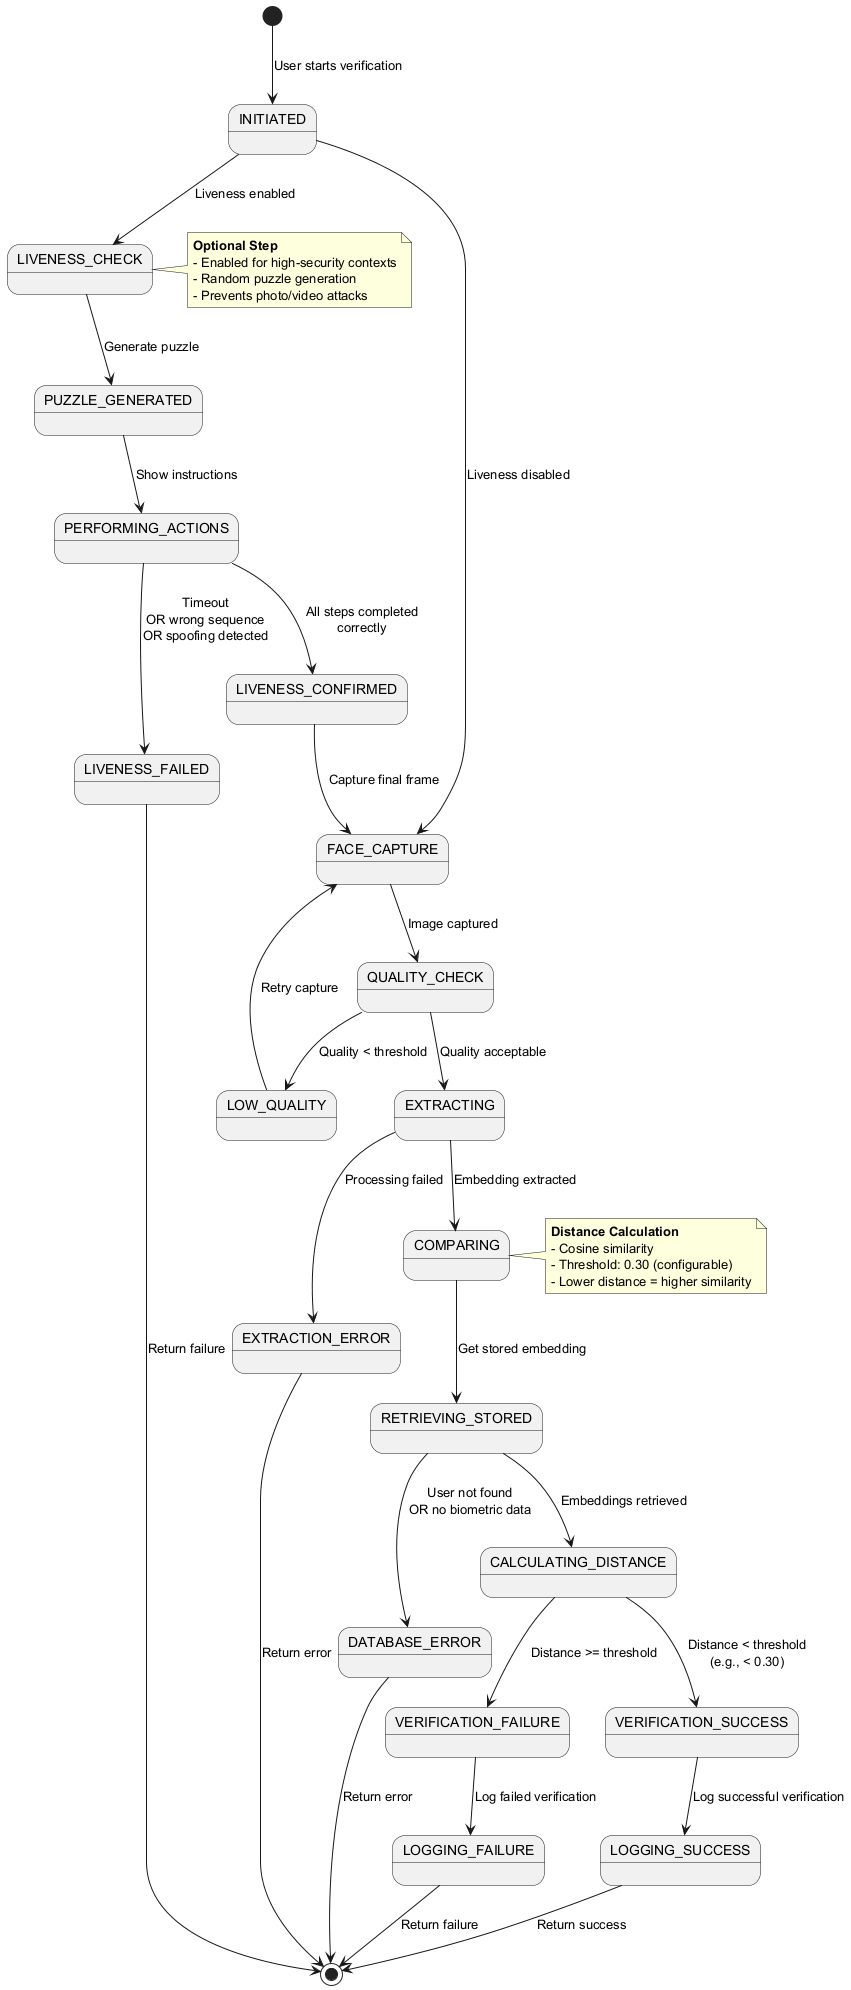 User starts verification
INITIATED
Liveness enabled
LIVENESS_CHECK
Optional Step
- Enabled for high-security contexts
- Random puzzle generation
- Prevents photo/video attacks
Generate puzzle
PUZZLE_GENERATED
Show instructions
Liveness disabled
PERFORMING_ACTIONS
Timeout
OR wrong sequence
OR spoofing detected
All steps completed
correctly
LIVENESS_CONFIRMED
LIVENESS_FAILED
Capture final frame
FACE_CAPTURE
Image captured
QUALITY_CHECK
Retry capture
Quality < threshold
Quality acceptable
LOW_QUALITY
EXTRACTING
Processing failed
Embedding extracted
COMPARING
Distance Calculation
- Cosine similarity
- Threshold: 0.30 (configurable)
- Lower distance = higher similarity
EXTRACTION_ERROR
Return failure
Get stored embedding
RETRIEVING_STORED
User not found
OR no biometric data
Embeddings retrieved
CALCULATING_DISTANCE
DATABASE_ERROR
Return error
Distance >= threshold
Distance < threshold
(e.g., < 0.30)
VERIFICATION_FAILURE
VERIFICATION_SUCCESS
Return error
Log failed verification
Log successful verification
LOGGING_FAILURE
LOGGING_SUCCESS
Return failure
Return success